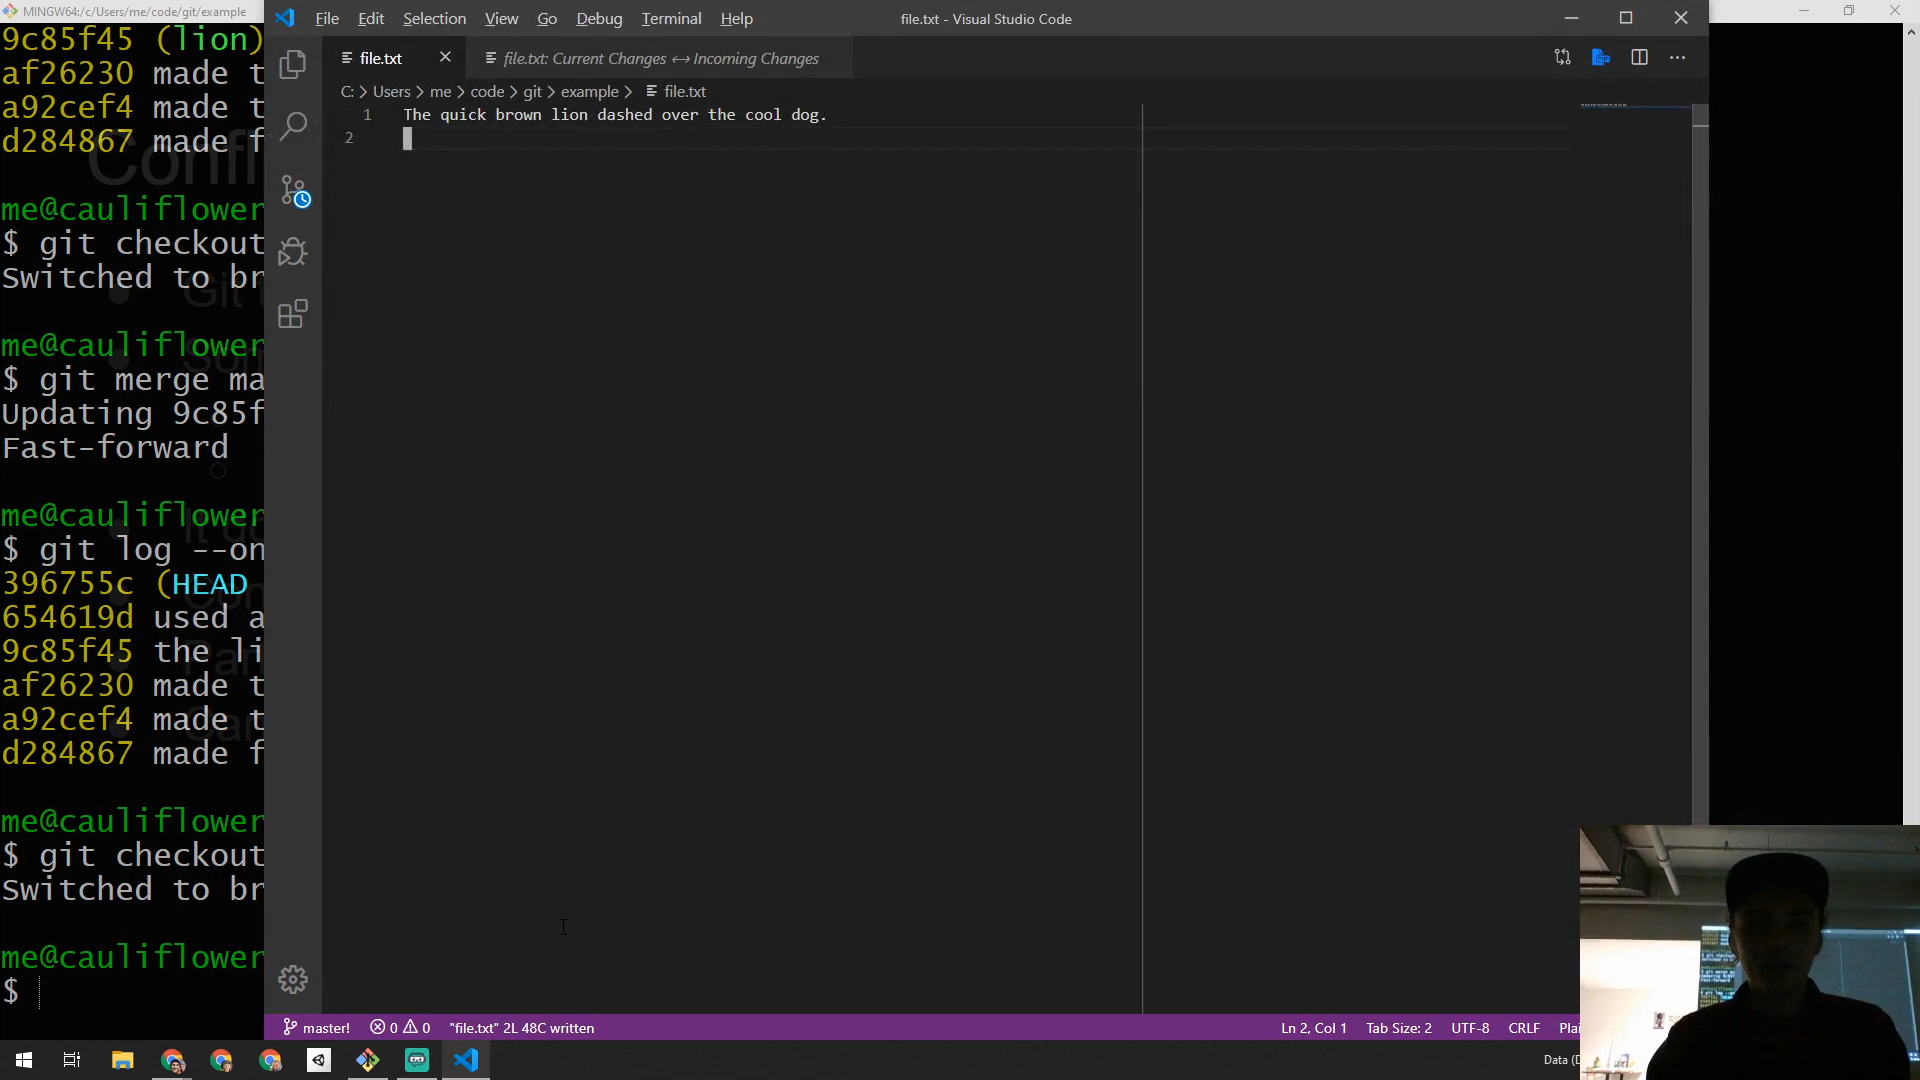 MINGW64:/c/Users/me/code/git/example
9c85f45 (lion)
af26230 made t
a92cef4 made t
d284867 made f
me@cauliflower
$ git checkout
Switched to br
me@cauliflower
$ git merge ma
Updating 9c85f
Fast-forward
me@cauliflower
$ git log --on
396755c (HEAD
654619d used a
9c85f45 the li
af26230 made t
a92cef4 made t
d284867 made f
me@cauliflower
$ git checkout
Switched to br
me@cauliflower
$
Confl
Git
Som
File Edit Selection View Go Debug Terminal Help
file.txt - Visual Studio Code
file.txt
file.txt: Current Changes ↔ Incoming Changes
C: > Users > me > code > git > example > file.txt
1 The quick brown lion dashed over the cool dog.
2
master! 0 0 "file.txt" 2L 48C written
Ln 2, Col 1 Tab Size: 2 UTF-8 CRLF Plai
Data (D